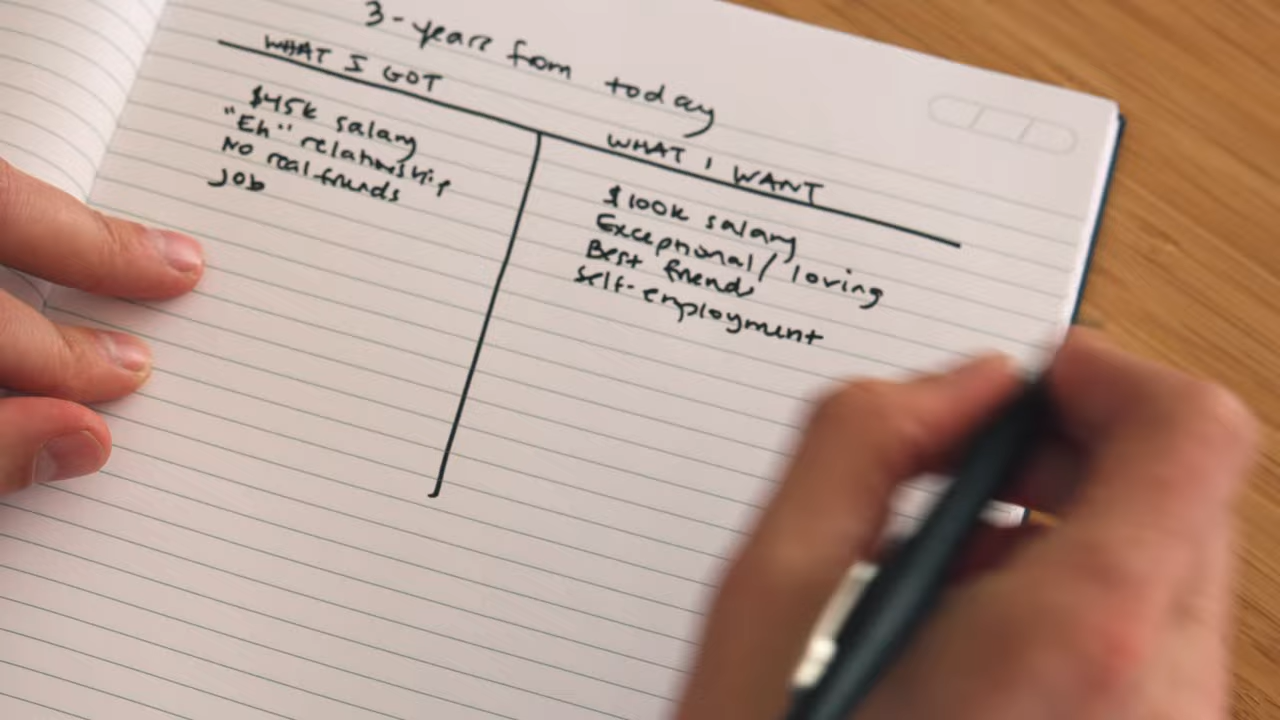 3-years from today
WHAT I GOT
$45k salary
"Eh" relationship
No real friends
Job
WHAT I WANT
$100k salary
Exceptional/loving
Best friends
Self-employment